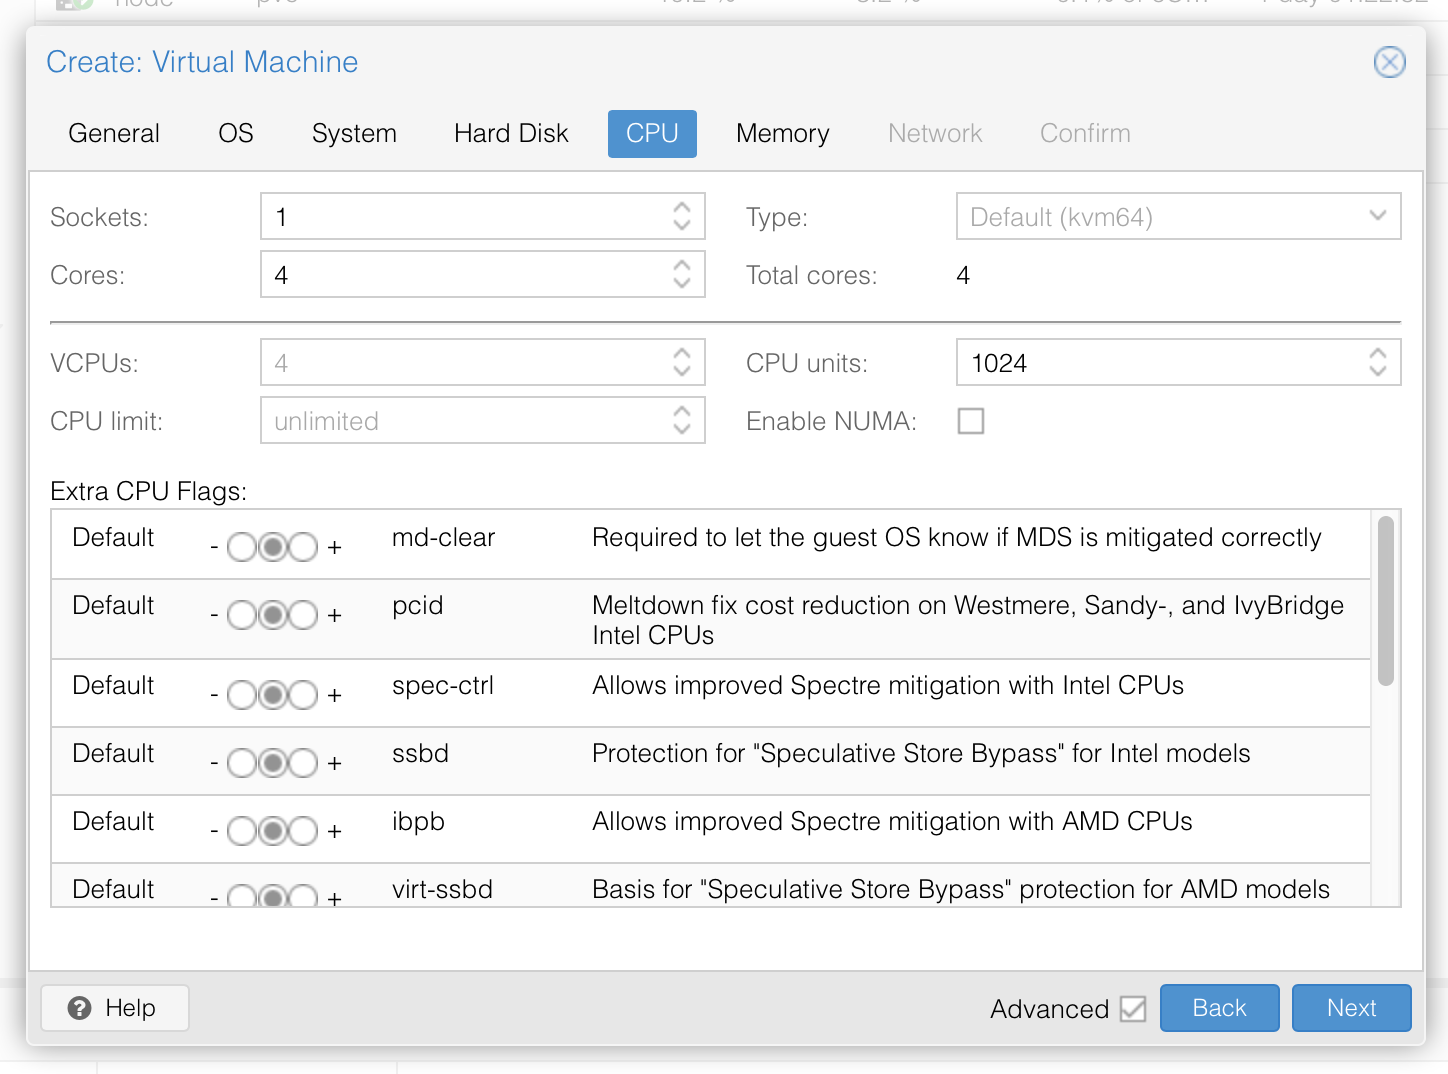 node pve
Create: Virtual Machine
General OS System Hard Disk CPU Memory Network Confirm
Sockets: 1 Type: Default (kvm64)
Cores: 4 Total cores: 4
VCPUs: 4 CPU units: 1024
CPU limit: unlimited Enable NUMA:
Extra CPU Flags:
Default - + md-clear Required to let the guest OS know if MDS is mitigated correctly
Default - + pcid Meltdown fix cost reduction on Westmere, Sandy-, and IvyBridge
Intel CPUs
Default - + spec-ctrl Allows improved Spectre mitigation with Intel CPUs
Default - + ssbd Protection for "Speculative Store Bypass" for Intel models
Default - + ibpb Allows improved Spectre mitigation with AMD CPUs
Default - + virt-ssbd Basis for "Speculative Store Bypass" protection for AMD models
Help Advanced Back Next